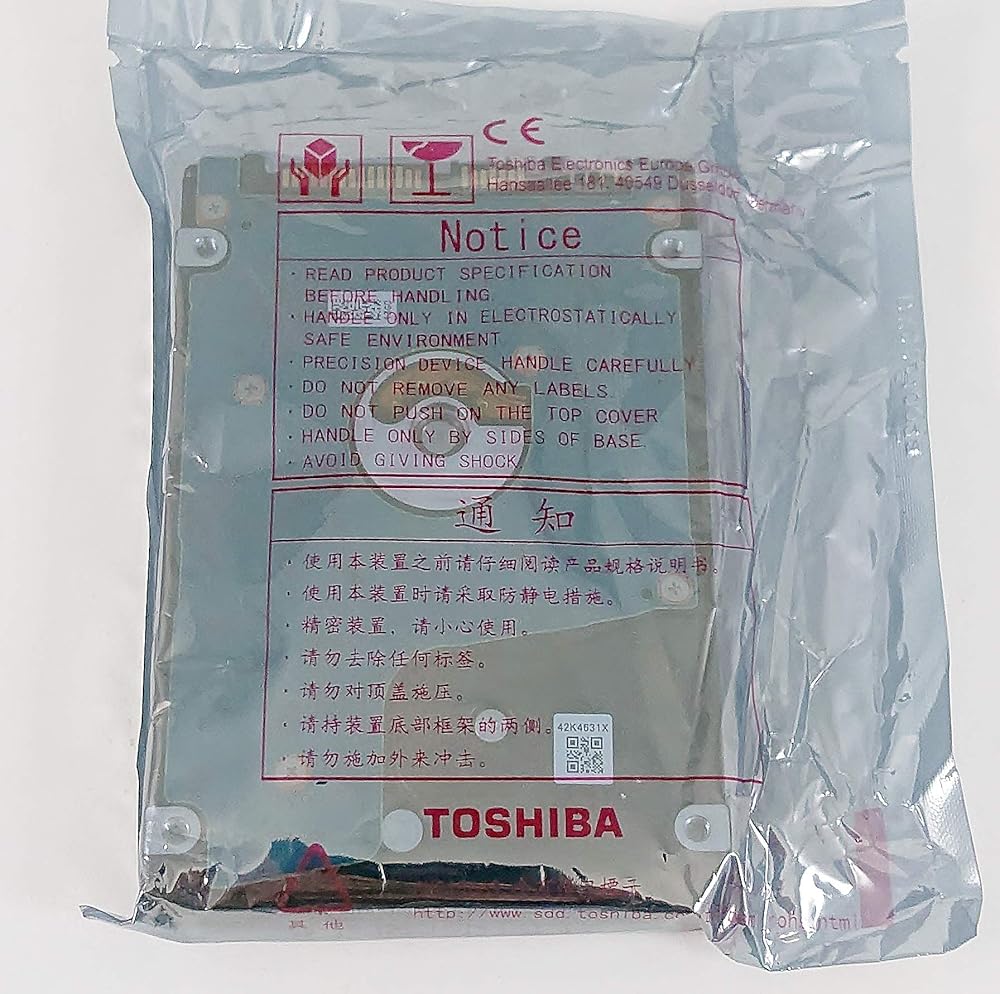 CE
Toshiba Electronics Europe GmbH
Hansaallee 181, 40549 Dusseldorf Germany
Notice
· READ PRODUCT SPECIFICATION
BEFORE HANDLING.
· HANDLE ONLY IN ELECTROSTATICALLY
SAFE ENVIRONMENT
· PRECISION DEVICE HANDLE CAREFULLY
· DO NOT REMOVE ANY LABELS.
· DO NOT PUSH ON THE TOP COVER
· HANDLE ONLY BY SIDES OF BASE.
· AVOID GIVING SHOCK
通 知
· 使用本装置之前请仔细阅读产品规格说明书。
· 使用本装置时请采取防静电措施。
· 精密装置，请小心使用。
· 请勿去除任何标签。
· 请勿对顶盖施压。
· 请持装置底部框架的两侧。
· 请勿施加外来冲击。
42K4631X
TOSHIBA
标示
http://www.sdd.toshiba.
其他